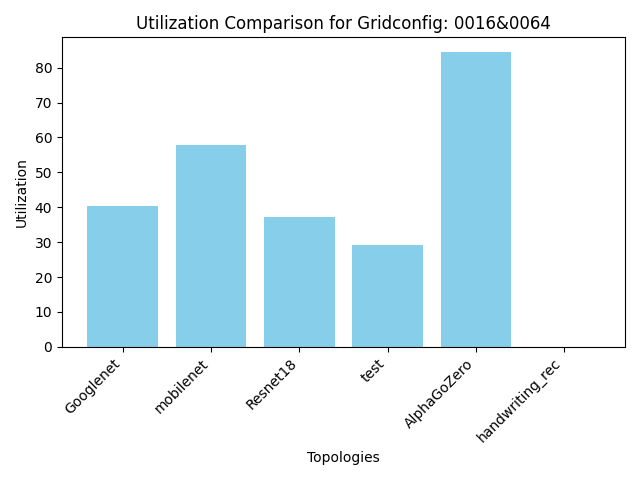 Utilization Comparison for Gridconfig: 0016&0064
80
70
60
50
40
30
20
10
0
Utilization
Googlenet
mobilenet
Resnet18
test
AlphaGoZero
handwriting_rec
Topologies